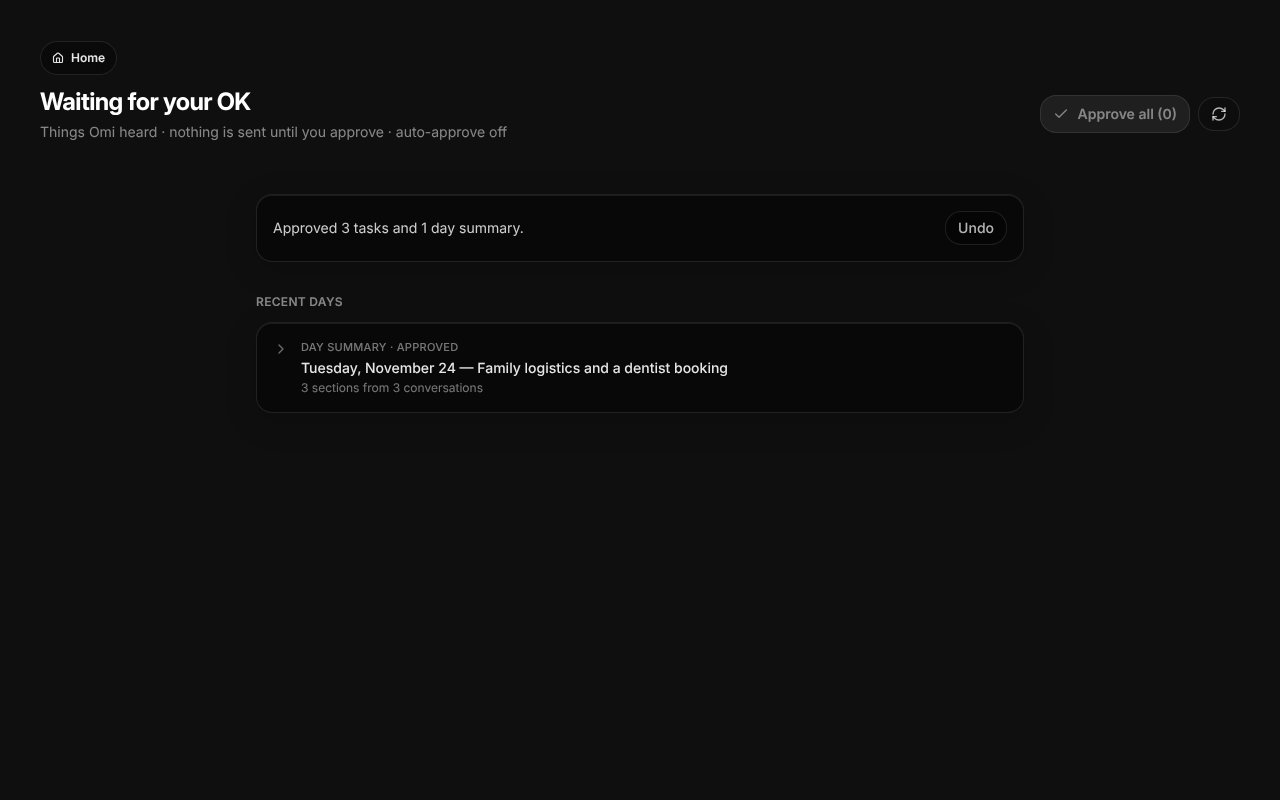 Home
Waiting for your OK
Things Omi heard · nothing is sent until you approve · auto-approve off
Approve all (0)
Approved 3 tasks and 1 day summary.
Undo
RECENT DAYS
DAY SUMMARY · APPROVED
Tuesday, November 24 — Family logistics and a dentist booking
3 sections from 3 conversations